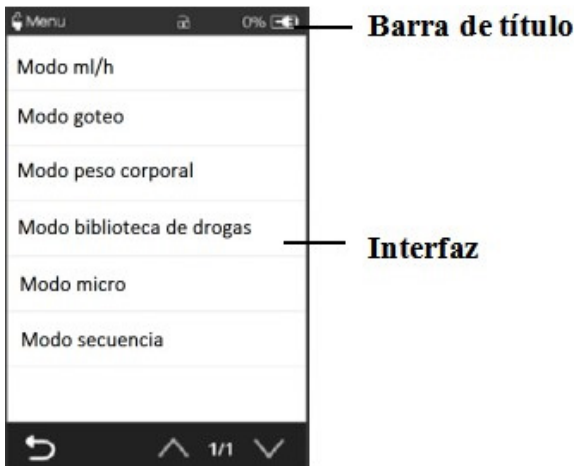 Menu 0%
Barra de título
Modo ml/h
Modo goteo
Modo peso corporal
Modo biblioteca de drogas
Interfaz
Modo micro
Modo secuencia
1/1